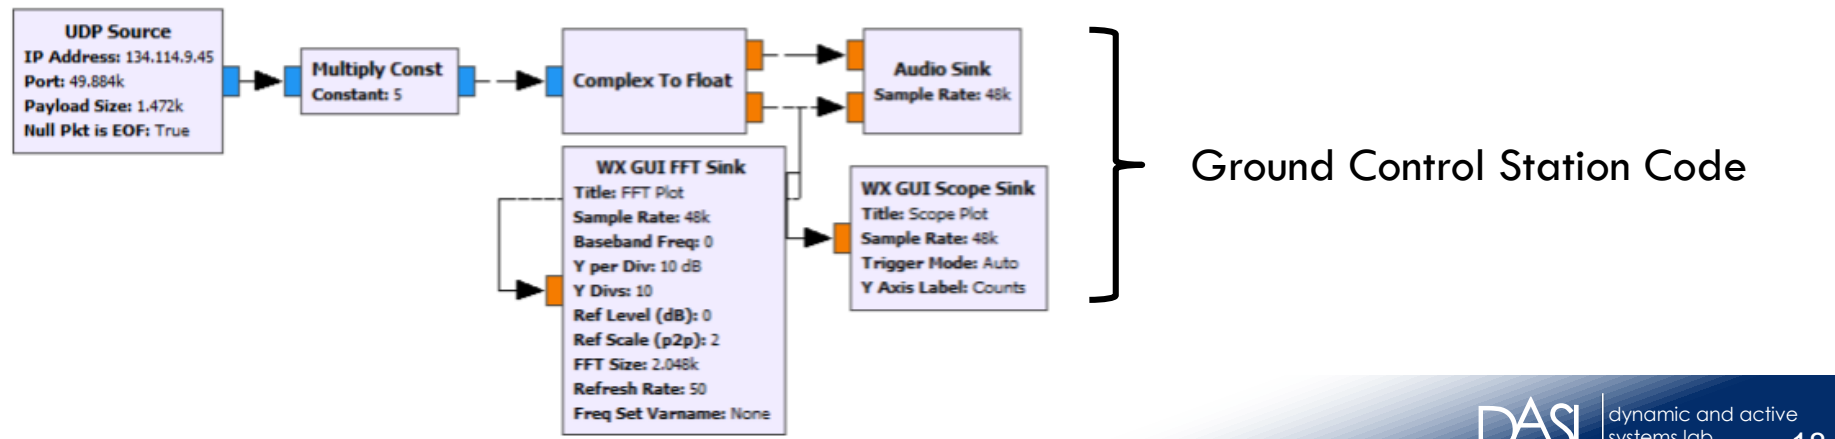 UDP Source
IP Address: 134.114.9.45
Port: 49.884k
Payload Size: 1.472k
Null Pkt is EOF: True
Multiply Const
Constant: 5
Complex To Float
Audio Sink
Sample Rate: 48k
WX GUI FFT Sink
Title: FFT Plot
Sample Rate: 48k
Baseband Freq: 0
Y per Div: 10 dB
Y Divs: 10
Ref Level (dB): 0
Ref Scale (p2p): 2
FFT Size: 2.048k
Refresh Rate: 50
Freq Set Varname: None
WX GUI Scope Sink
Title: Scope Plot
Sample Rate: 48k
Trigger Mode: Auto
Y Axis Label: Counts
Ground Control Station Code
DASL
dynamic and active
systems lab